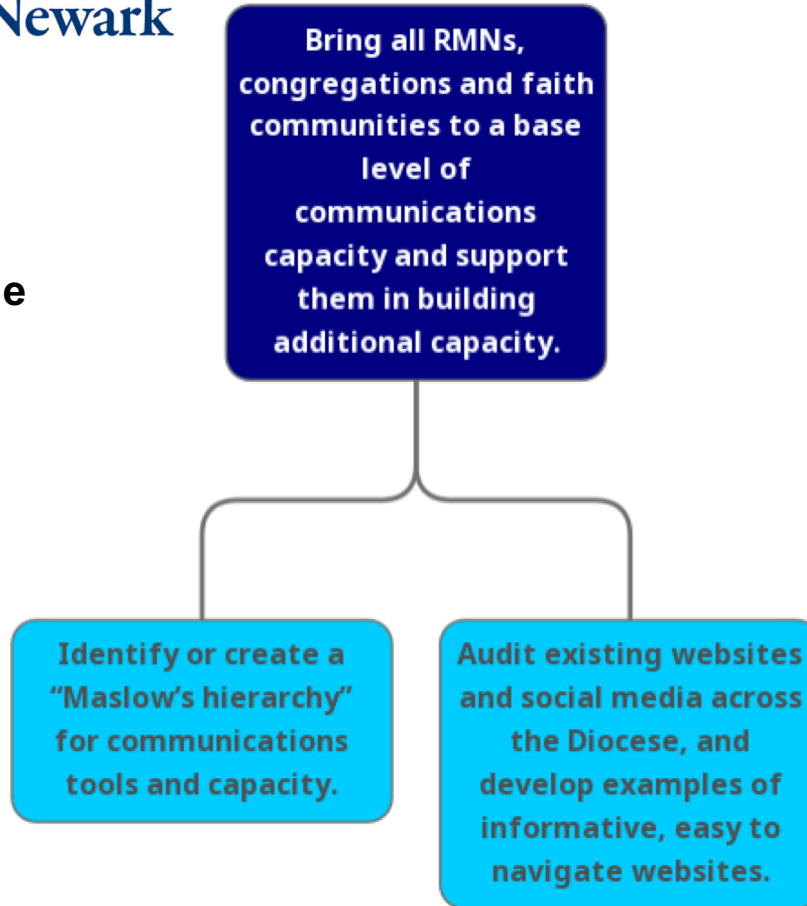 Newark
Bring all RMNs,
congregations and faith
communities to a base
level of
communications
capacity and support
them in building
additional capacity.
e
Identify or create a
“Maslow’s hierarchy”
for communications
tools and capacity.
Audit existing websites
and social media across
the Diocese, and
develop examples of
informative, easy to
navigate websites.